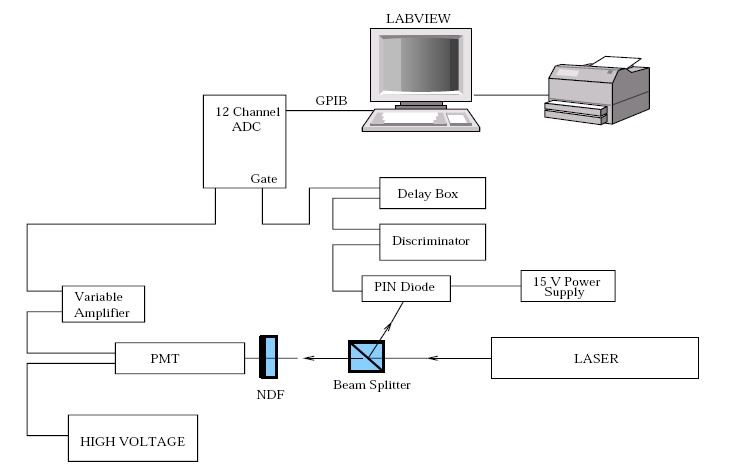 LABVIEW
GPIB
12 Channel
ADC
Gate
Delay Box
Discriminator
PIN Diode
15 V Power
Supply
Variable
Amplifier
PMT
NDF
Beam Splitter
LASER
HIGH VOLTAGE